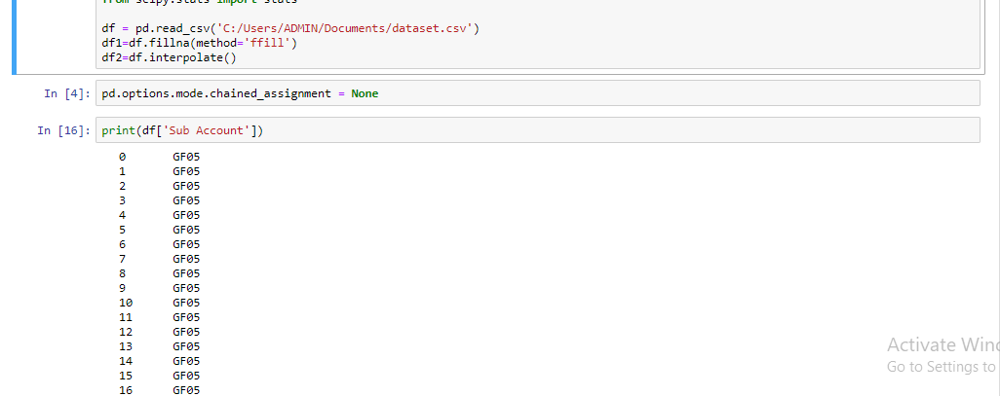 from scipy.stats import stats
df = pd.read_csv('C:/Users/ADMIN/Documents/dataset.csv')
df1=df.fillna(method='ffill')
df2=df.interpolate()
In [4]: pd.options.mode.chained_assignment = None
In [16]: print(df['Sub Account'])
0 GF05
1 GF05
2 GF05
3 GF05
4 GF05
5 GF05
6 GF05
7 GF05
8 GF05
9 GF05
10 GF05
11 GF05
12 GF05
13 GF05
14 GF05
15 GF05
16 GF05
Activate Wind
Go to Settings to